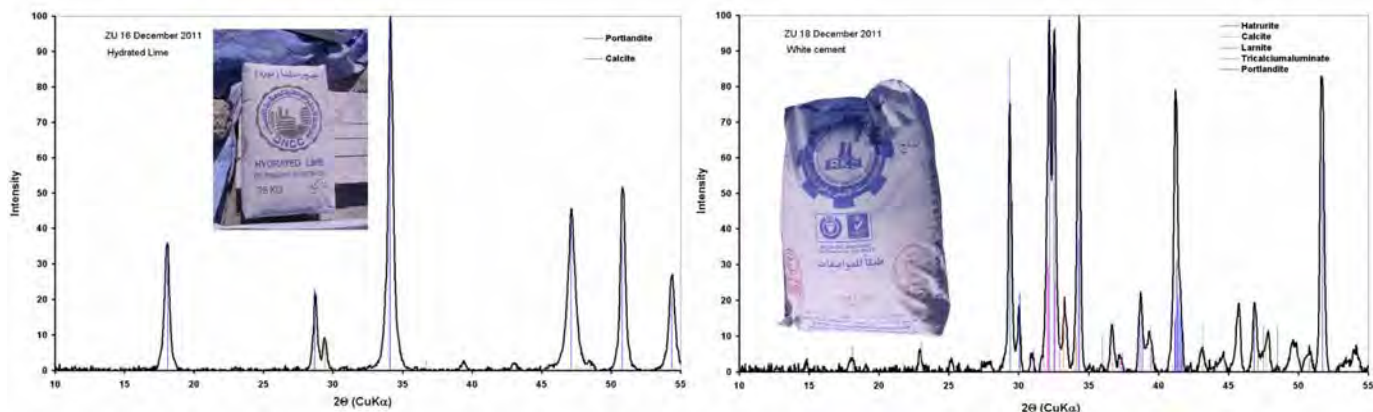 ZU 16 December 2011
Hydrated Lime
Portlandite
Calcite
JNCC
HYDRATED LIME
Intensity
100
90
80
70
60
50
40
30
20
10
0
10 15 20 25 30 35 40 45 50 55
2Θ (CuKα)
ZU 18 December 2011
White cement
Hatrurite
Calcite
Larnite
Tricalciumaluminate
Portlandite
طبقاً للمواصفات
Intensity
100
90
80
70
60
50
40
30
20
10
0
10 15 20 25 30 35 40 45 50 55
2Θ (CuKα)